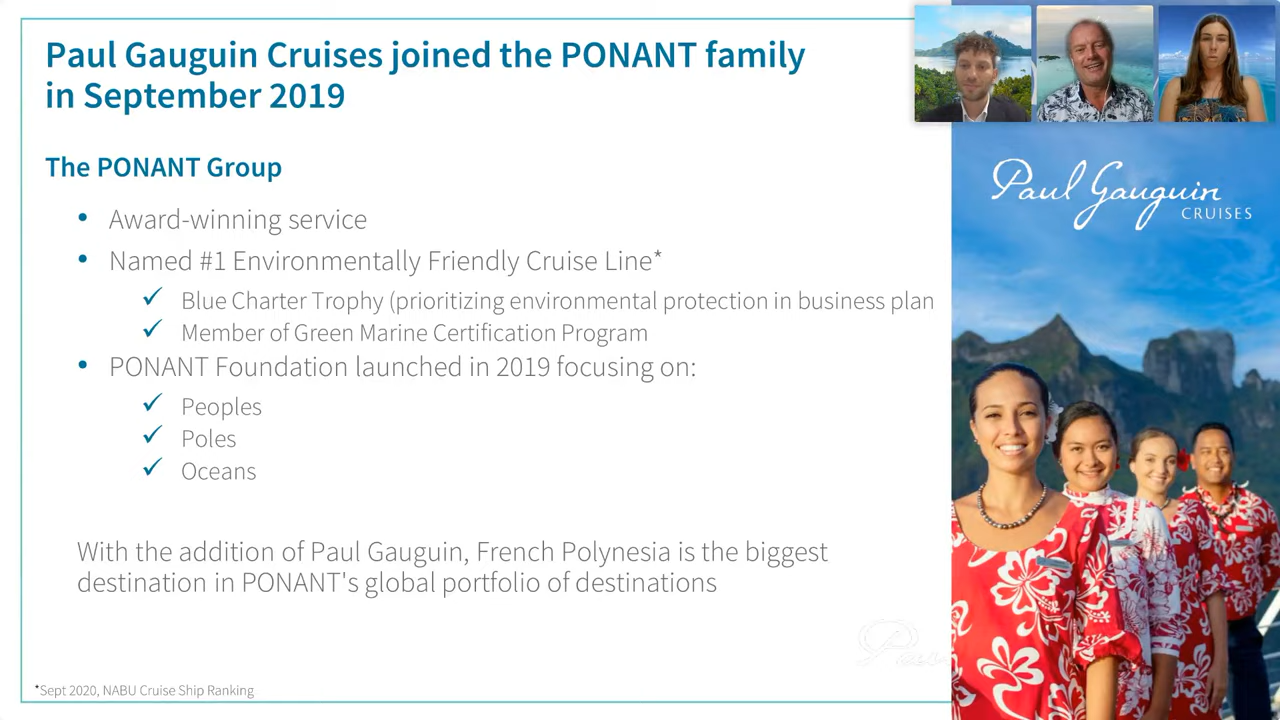 Paul Gauguin Cruises joined the PONANT family
in September 2019
The PONANT Group
• Award-winning service
• Named #1 Environmentally Friendly Cruise Line*
✓ Blue Charter Trophy (prioritizing environmental protection in business plan
✓ Member of Green Marine Certification Program
• PONANT Foundation launched in 2019 focusing on:
✓ Peoples
✓ Poles
✓ Oceans
With the addition of Paul Gauguin, French Polynesia is the biggest
destination in PONANT's global portfolio of destinations
*Sept 2020, NABU Cruise Ship Ranking
Paul Gauguin
CRUISES